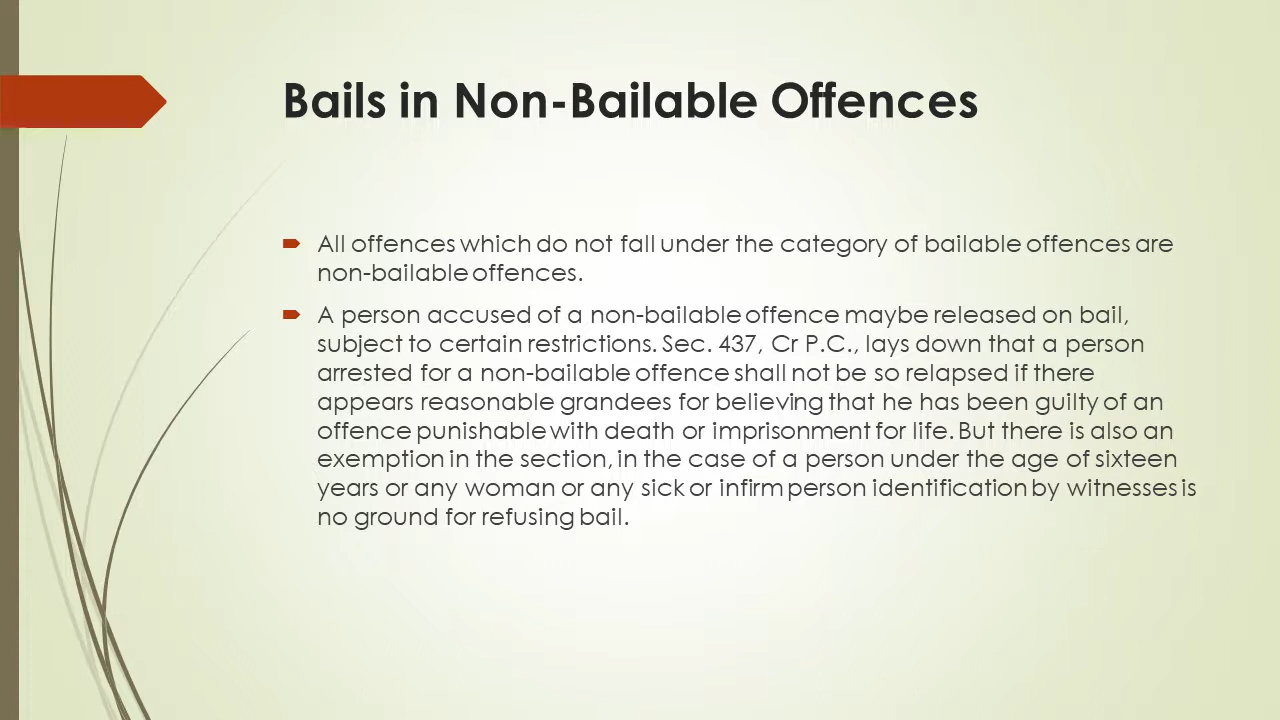 Bails in Non-Bailable Offences
All offences which do not fall under the category of bailable offences are
non-bailable offences.
A person accused of a non-bailable offence maybe released on bail,
subject to certain restrictions. Sec. 437, Cr P.C., lays down that a person
arrested for a non-bailable offence shall not be so relapsed if there
appears reasonable grandees for believing that he has been guilty of an
offence punishable with death or imprisonment for life. But there is also an
exemption in the section, in the case of a person under the age of sixteen
years or any woman or any sick or infirm person identification by witnesses is
no ground for refusing bail.